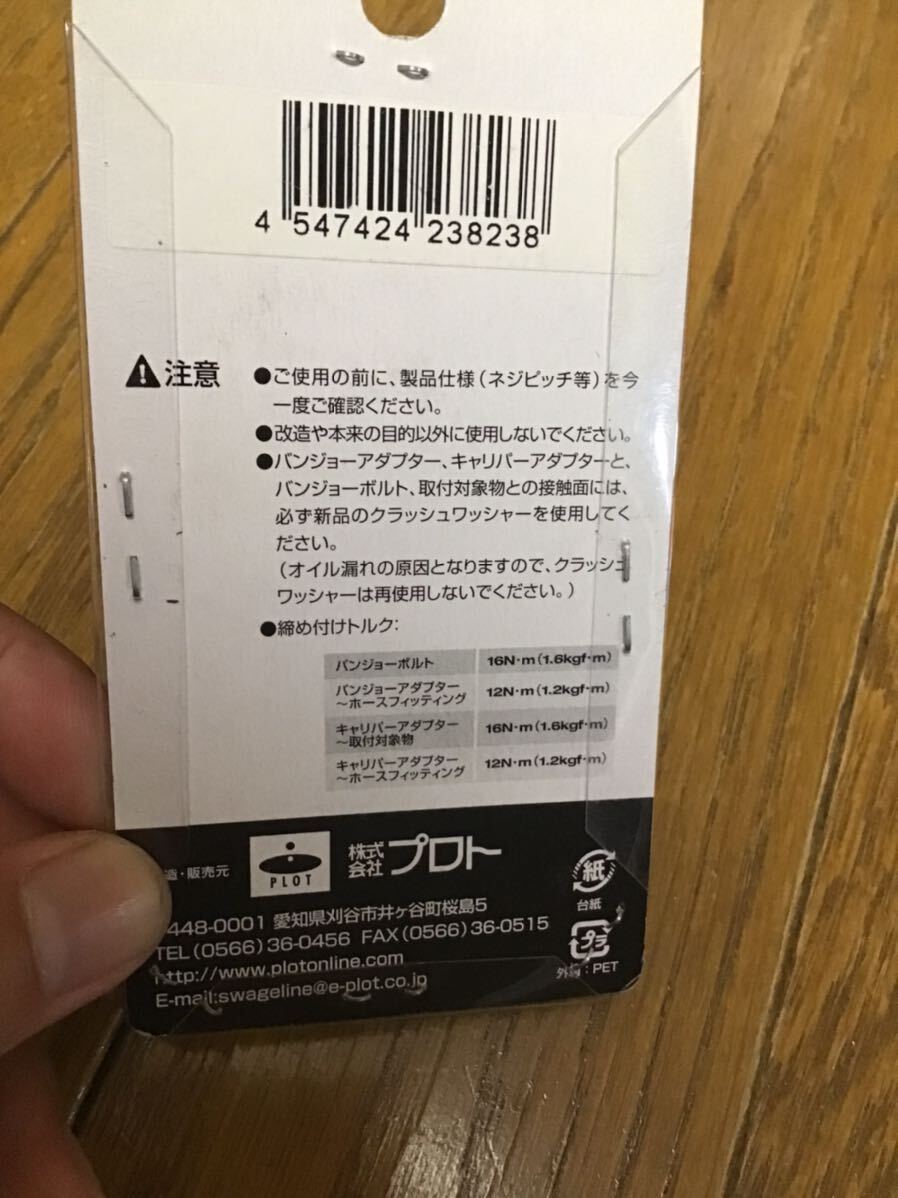 4 547424 238238
注意
●ご使用の前に、製品仕様(ネジピッチ等)を今
一度ご確認ください。
●改造や本来の目的以外に使用しないでください。
●バンジョーアダプター、キャリパーアダプターと、
バンジョーボルト、取付対象物との接触面には、
必ず新品のクラッシュワッシャーを使用してく
ださい。
(オイル漏れの原因となりますので、クラッシュ
ワッシャーは再使用しないでください。)
●締め付けトルク:
バンジョーボルト 16N·m(1.6kgf·m)
バンジョーアダプター
～ホースフィッティング 12N·m(1.2kgf·m)
キャリパーアダプター
～取付対象物 16N·m(1.6kgf·m)
キャリパーアダプター
～ホースフィッティング 12N·m(1.2kgf·m)
造・販売元
PLOT
株式会社 プロト
448-0001 愛知県刈谷市井ヶ谷町桜島5
TEL(0566)36-0456 FAX(0566)36-0515
http://www.plotonline.com
E-mail:swageline@e-plot.co.jp
紙
台紙
プラ
外装:PET